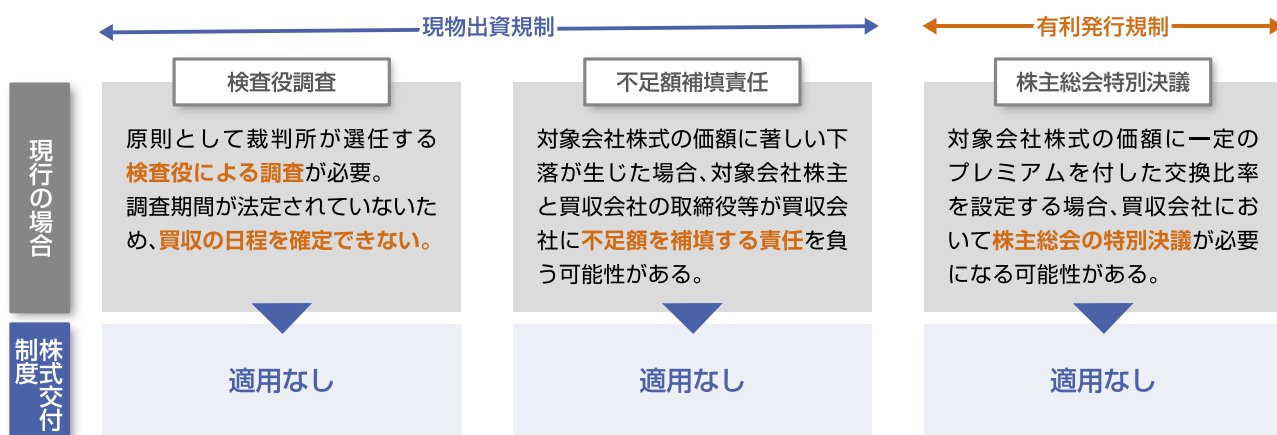 現物出資規制
有利発行規制
検査役調査
不足額補填責任
株主総会特別決議
現行の場合
原則として裁判所が選任する
検査役による調査が必要。
調査期間が法定されていないた
め、買収の日程を確定できない。
対象会社株式の価額に著しい下
落が生じた場合、対象会社株主
と買収会社の取締役等が買収会
社に不足額を補填する責任を負
う可能性がある。
対象会社株式の価額に一定の
プレミアムを付した交換比率
を設定する場合、買収会社にお
いて株主総会の特別決議が必要
になる可能性がある。
株式交付
制度
適用なし
適用なし
適用なし